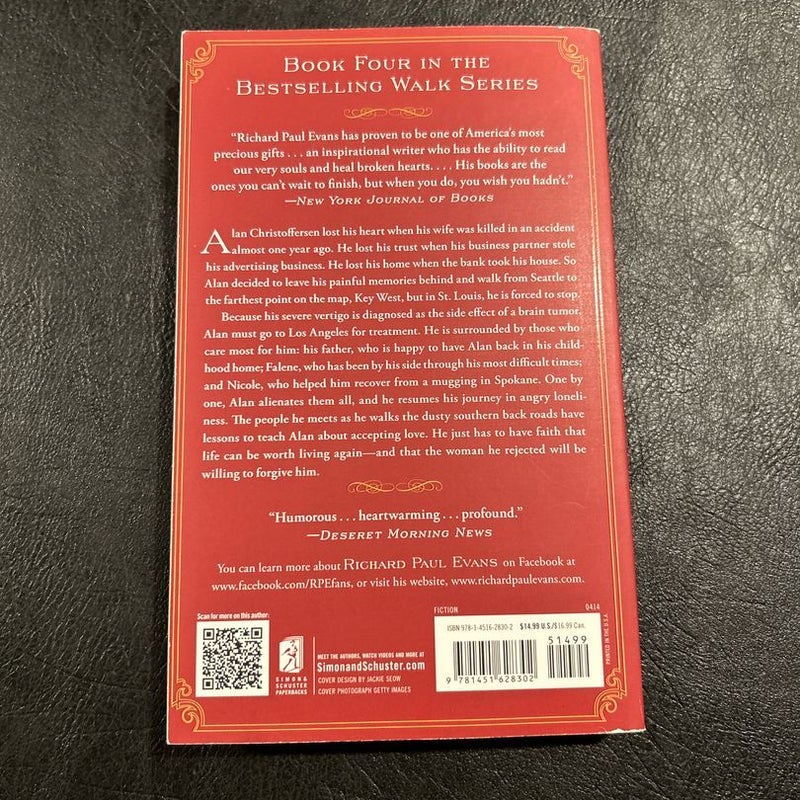 BOOK FOUR IN THE
BESTSELLING WALK SERIES
“Richard Paul Evans has proven to be one of America’s most
precious gifts . . . an inspirational writer who has the ability to read
our very souls and heal broken hearts. . . . His books are the
ones you can’t wait to finish, but when you do, you wish you hadn’t.”
—NEW YORK JOURNAL OF BOOKS
Alan Christoffersen lost his heart when his wife was killed in an accident
almost one year ago. He lost his trust when his business partner stole
his advertising business. He lost his home when the bank took his house. So
Alan decided to leave his painful memories behind and walk from Seattle to
the farthest point on the map, Key West, but in St. Louis, he is forced to stop.
Because his severe vertigo is diagnosed as the side effect of a brain tumor,
Alan must go to Los Angeles for treatment. He is surrounded by those who
care most for him: his father, who is happy to have Alan back in his child-
hood home; Falene, who has been by his side through his most difficult times;
and Nicole, who helped him recover from a mugging in Spokane. One by
one, Alan alienates them all, and he resumes his journey in angry loneli-
ness. The people he meets as he walks the dusty southern back roads have
lessons to teach Alan about accepting love. He just has to have faith that
life can be worth living again—and that the woman he rejected will be
willing to forgive him.
“Humorous . . . heartwarming . . . profound.”
—DESERET MORNING NEWS
You can learn more about RICHARD PAUL EVANS on Facebook at
www.facebook.com/RPEfans, or visit his website, www.richardpaulevans.com.
Scan for more on this author:
SIMON &
SCHUSTER
PAPERBACKS
MEET THE AUTHORS, WATCH VIDEOS AND MORE AT
SimonandSchuster.com
COVER DESIGN BY JACKIE SEOW
COVER PHOTOGRAPH GETTY IMAGES
FICTION 0414
ISBN 978-1-4516-2830-2 $14.99 U.S./$16.99 Can.
51499
9 781451 628302
PRINTED IN THE U.S.A.